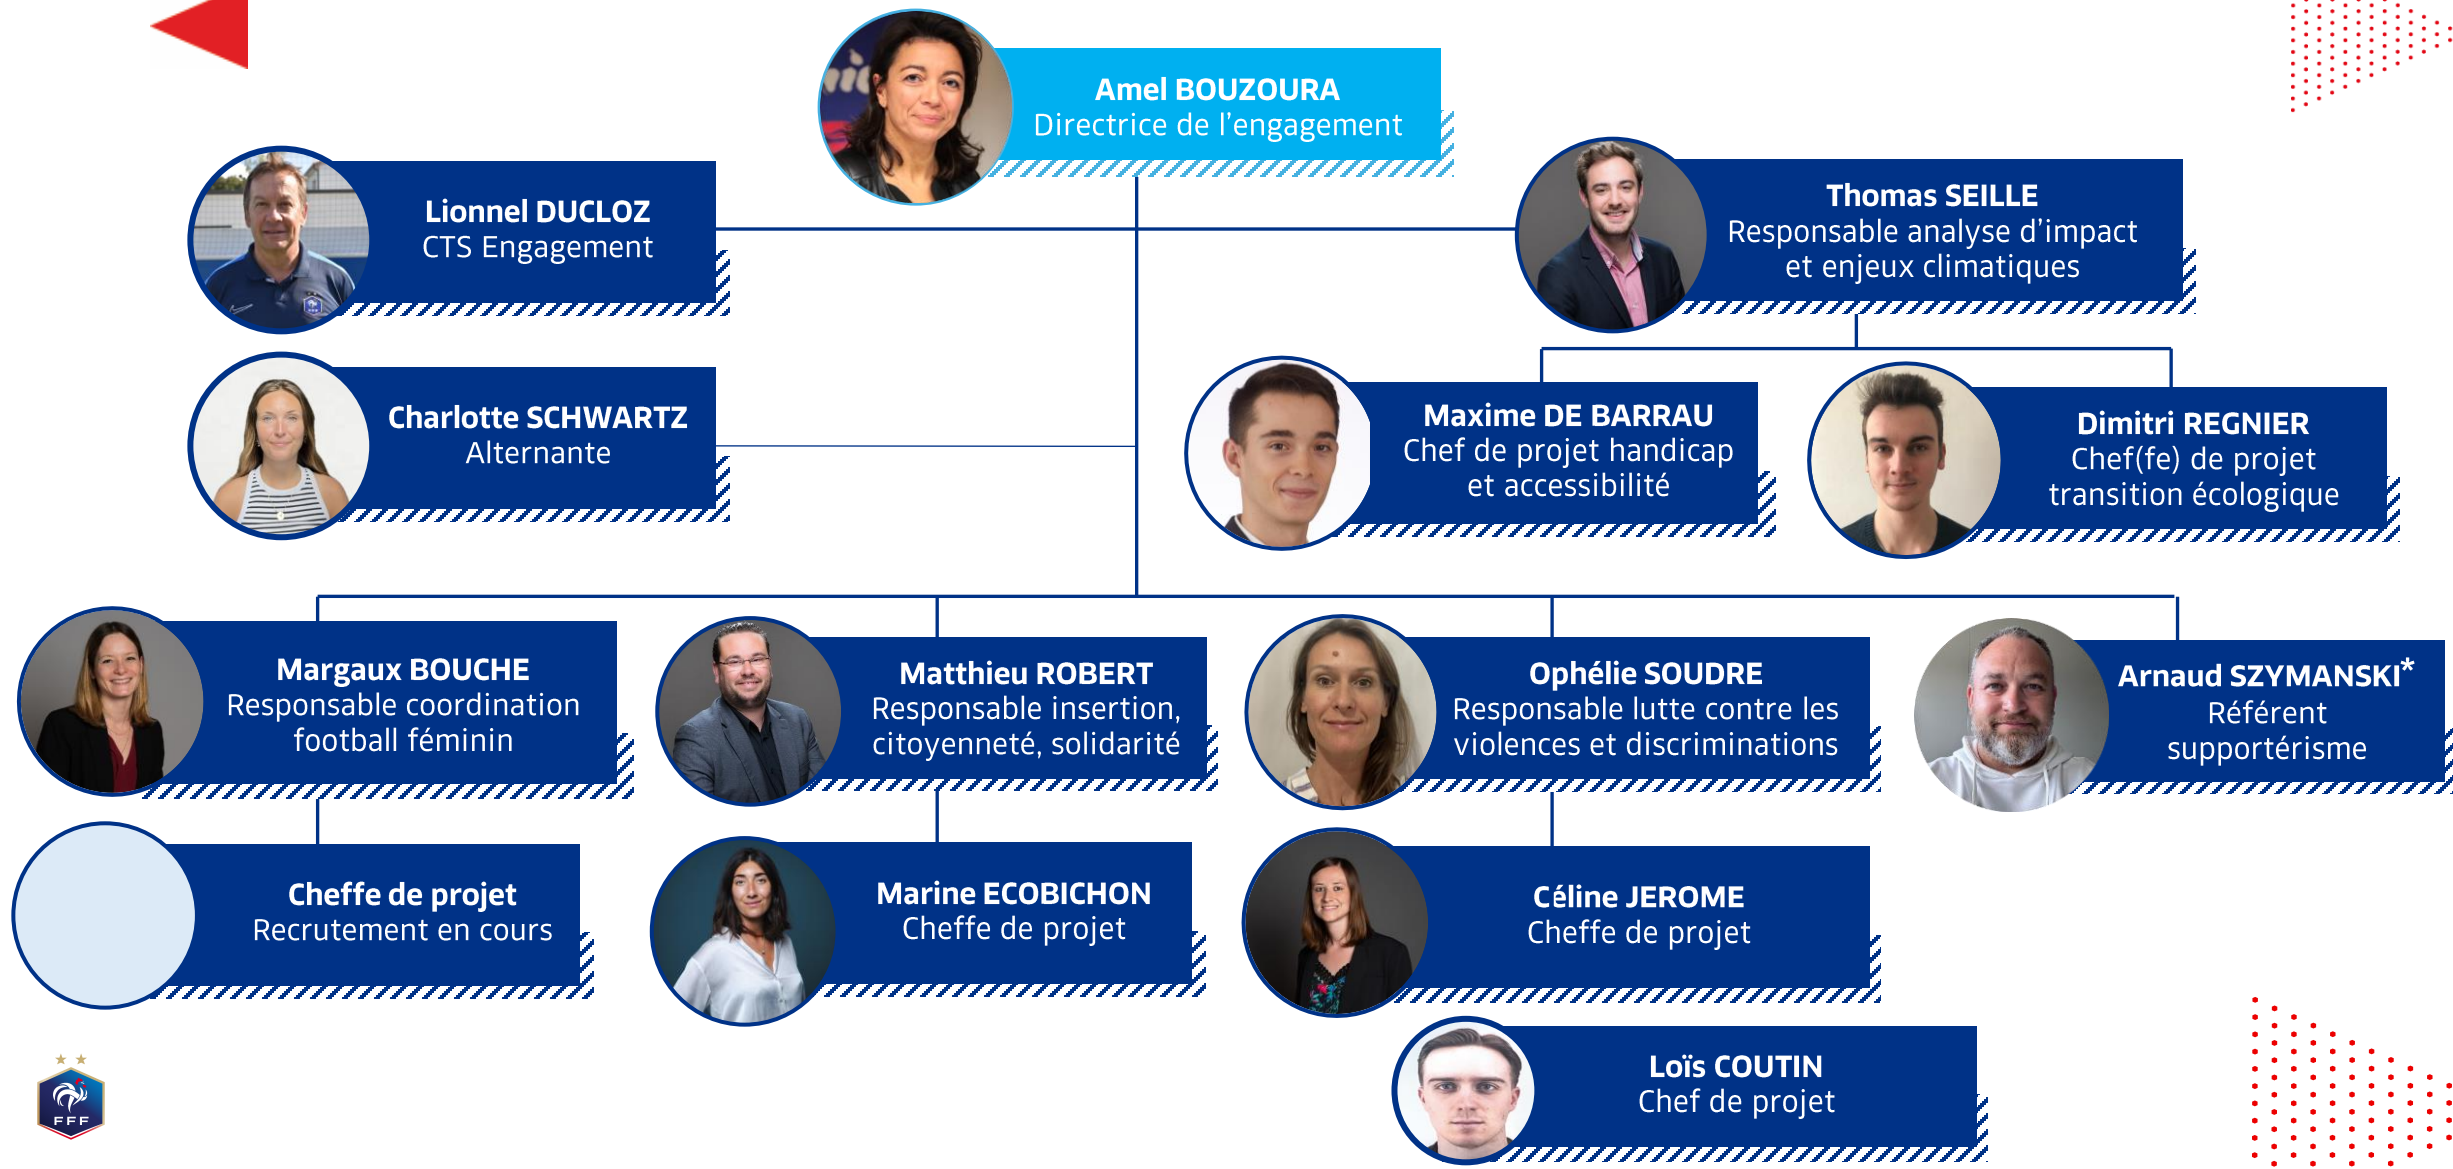 Amel BOUZOURA
Directrice de l'engagement
Lionnel DUCLOZ
CTS Engagement
Thomas SEILLE
Responsable analyse d'impact
et enjeux climatiques
Charlotte SCHWARTZ
Alternante
Maxime DE BARRAU
Chef de projet handicap
et accessibilité
Dimitri REGNIER
Chef(fe) de projet
transition écologique
Margaux BOUCHE
Responsable coordination
football féminin
Matthieu ROBERT
Responsable insertion,
citoyenneté, solidarité
Ophélie SOUDRE
Responsable lutte contre les
violences et discriminations
Arnaud SZYMANSKI*
Référent
supportérisme
Cheffe de projet
Recrutement en cours
Marine ECOBICHON
Cheffe de projet
Céline JEROME
Cheffe de projet
Loïs COUTIN
Chef de projet
FFF